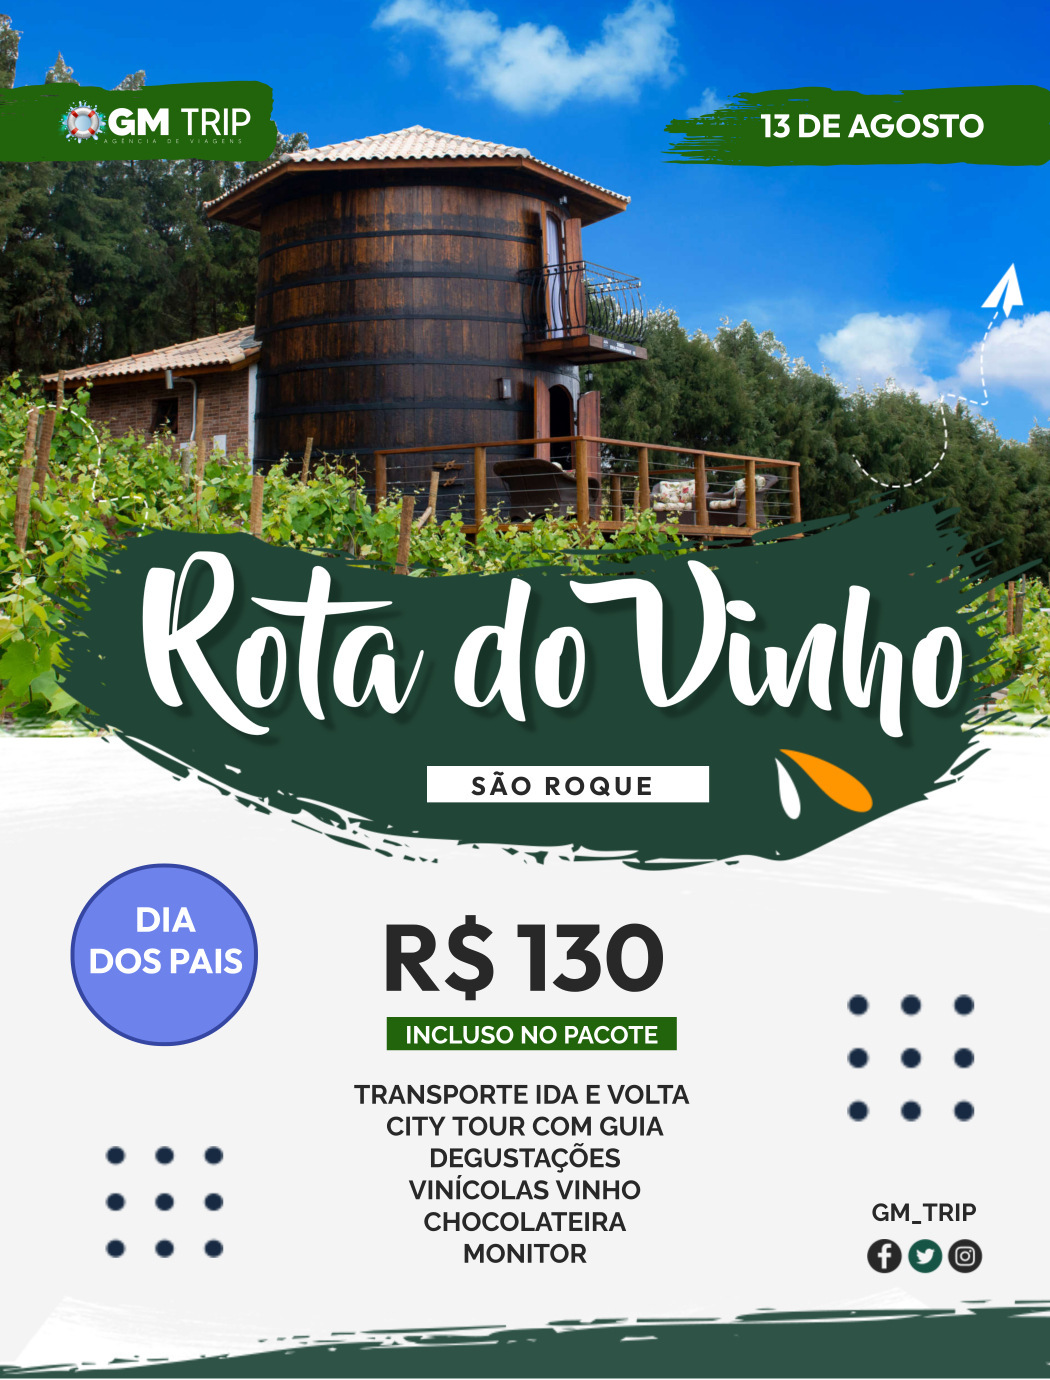 GM TRIP
AGÊNCIA DE VIAGENS
13 DE AGOSTO
Rota do Vinho
SÃO ROQUE
DIA
DOS PAIS
R$ 130
INCLUSO NO PACOTE
TRANSPORTE IDA E VOLTA
CITY TOUR COM GUIA
DEGUSTAÇÕES
VINÍCOLAS VINHO
CHOCOLATEIRA
MONITOR
GM_TRIP